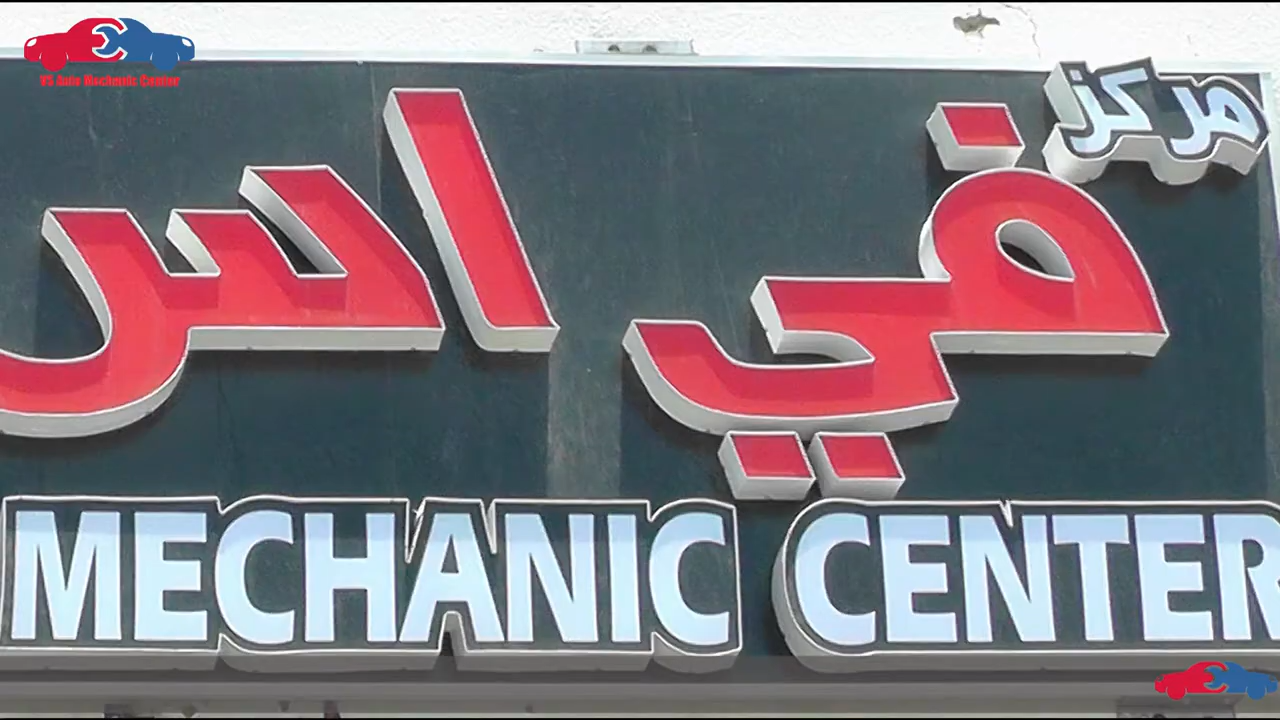 VS Auto Mechanic Center
مركز
في اس
MECHANIC CENTER